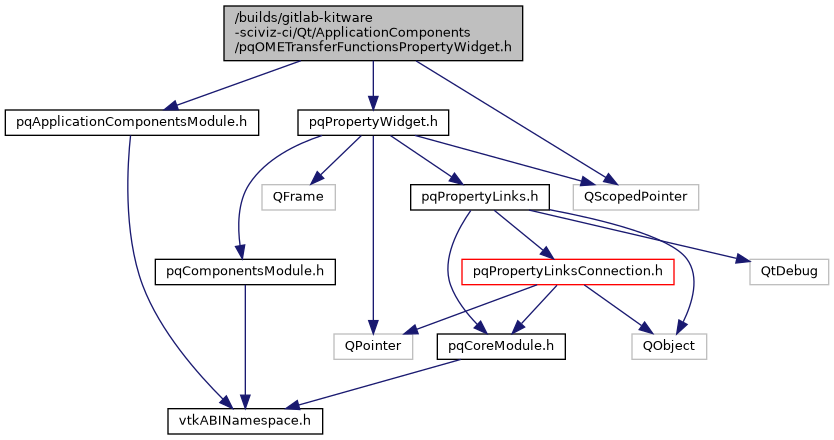 /builds/gitlab-kitware
-sciviz-ci/Qt/ApplicationComponents
/pqOMETransferFunctionsPropertyWidget.h
pqApplicationComponentsModule.h
pqPropertyWidget.h
QFrame
pqPropertyLinks.h
QScopedPointer
pqComponentsModule.h
pqPropertyLinksConnection.h
QtDebug
QPointer
pqCoreModule.h
QObject
vtkABINamespace.h